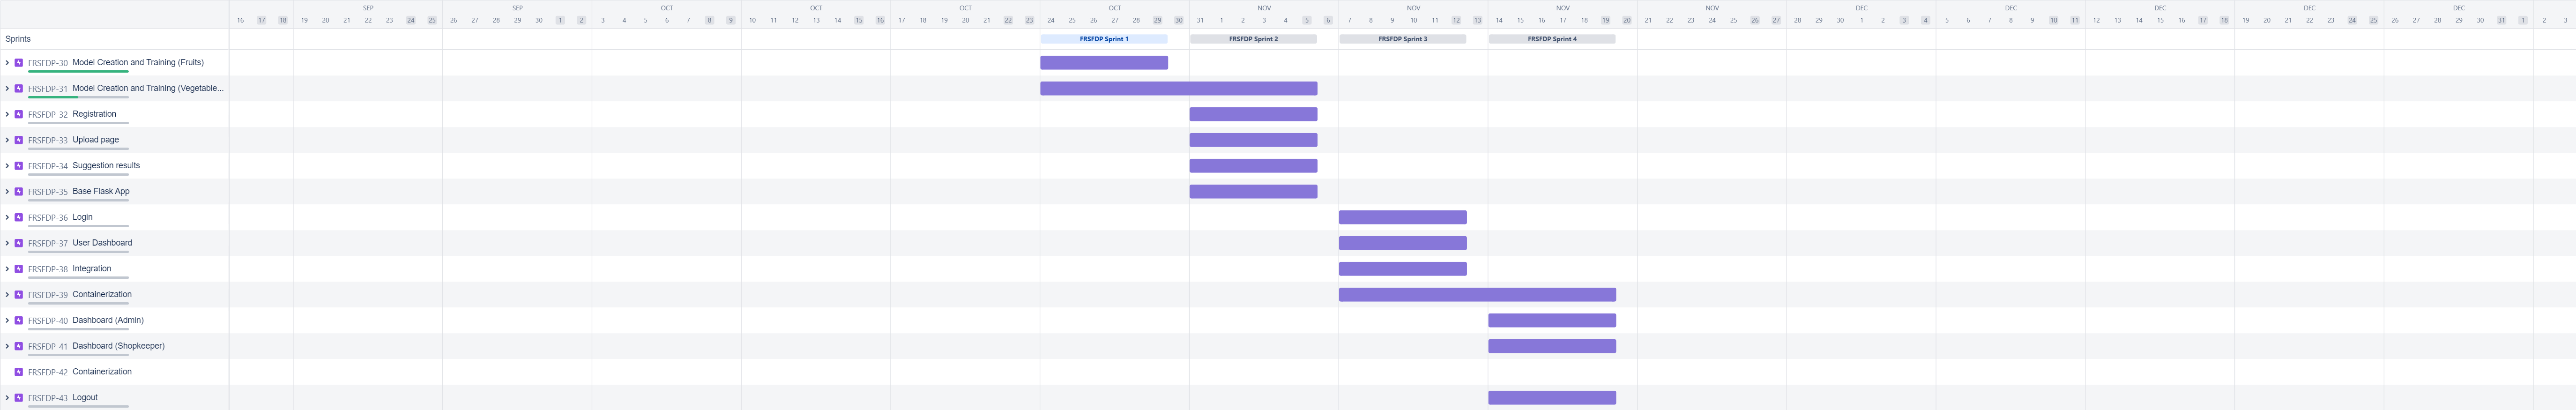 SEP SEP OCT OCT OCT OCT NOV NOV NOV NOV DEC DEC DEC DEC DEC
16 17 18 19 20 21 22 23 24 25 26 27 28 29 30 1 2 3 4 5 6 7 8 9 10 11 12 13 14 15 16 17 18 19 20 21 22 23 24 25 26 27 28 29 30 31 1 2 3 4 5 6 7 8 9 10 11 12 13 14 15 16 17 18 19 20 21 22 23 24 25 26 27 28 29 30 1 2 3 4 5 6 7 8 9 10 11 12 13 14 15 16 17 18 19 20 21 22 23 24 25 26 27 28 29 30 31 1 2 3
Sprints FRSFDP Sprint 1 FRSFDP Sprint 2 FRSFDP Sprint 3 FRSFDP Sprint 4
FRSFDP-30 Model Creation and Training (Fruits)
FRSFDP-31 Model Creation and Training (Vegetable...
FRSFDP-32 Registration
FRSFDP-33 Upload page
FRSFDP-34 Suggestion results
FRSFDP-35 Base Flask App
FRSFDP-36 Login
FRSFDP-37 User Dashboard
FRSFDP-38 Integration
FRSFDP-39 Containerization
FRSFDP-40 Dashboard (Admin)
FRSFDP-41 Dashboard (Shopkeeper)
FRSFDP-42 Containerization
FRSFDP-43 Logout